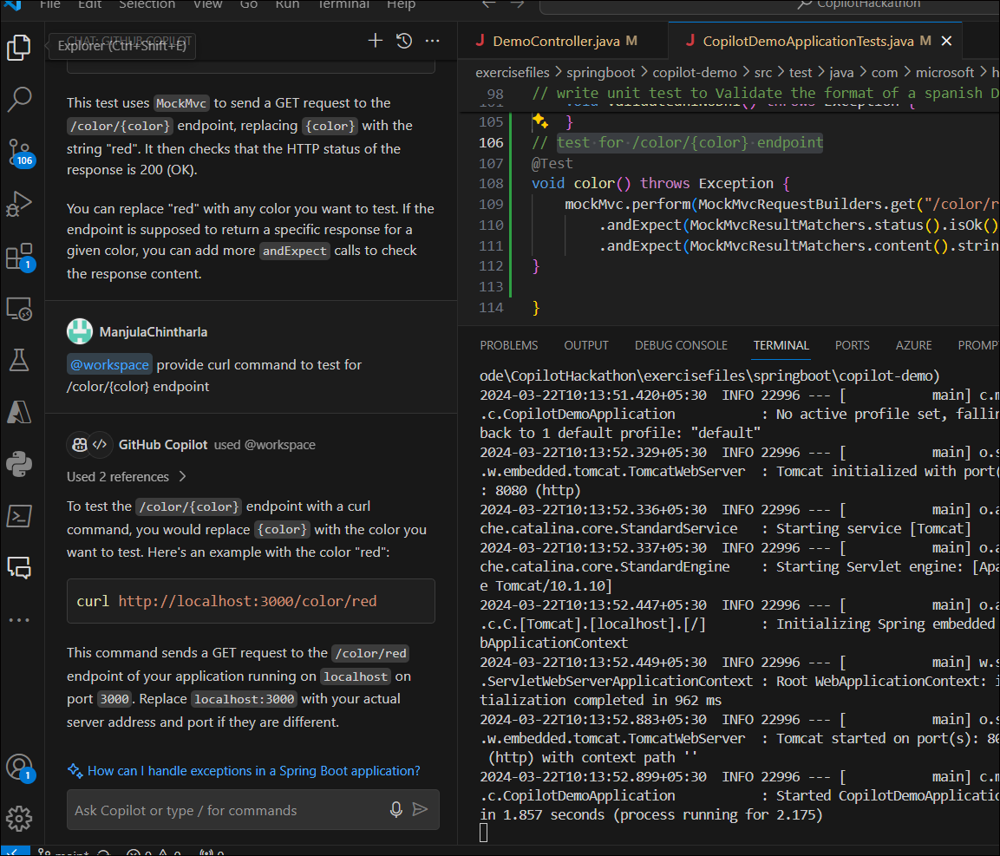 File Edit Selection View Go Run Terminal Help
CopilotHackathon
CHAT: GITHUB COPILOT
Explorer (Ctrl+Shift+E)
106
1
1
This test uses MockMvc to send a GET request to the
/color/{color} endpoint, replacing {color} with the
string "red". It then checks that the HTTP status of the
response is 200 (OK).
You can replace "red" with any color you want to test. If the
endpoint is supposed to return a specific response for a
given color, you can add more andExpect calls to check
the response content.
ManjulaChintharla
@workspace provide curl command to test for
/color/{color} endpoint
GitHub Copilot used @workspace
Used 2 references
To test the /color/{color} endpoint with a curl
command, you would replace {color} with the color you
want to test. Here's an example with the color "red":
curl http://localhost:3000/color/red
This command sends a GET request to the /color/red
endpoint of your application running on localhost on
port 3000. Replace localhost:3000 with your actual
server address and port if they are different.
How can I handle exceptions in a Spring Boot application?
Ask Copilot or type / for commands
DemoController.java M
CopilotDemoApplicationTests.java M
exercisefiles > springboot > copilot-demo > src > test > java > com > microsoft > h
98 // write unit test to Validate the format of a spanish D
105 }
106 // test for /color/{color} endpoint
107 @Test
108 void color() throws Exception {
109 mockMvc.perform(MockMvcRequestBuilders.get("/color/r
110 .andExpect(MockMvcResultMatchers.status().isOk()
111 .andExpect(MockMvcResultMatchers.content().strin
112 }
113
114 }
PROBLEMS OUTPUT DEBUG CONSOLE TERMINAL PORTS AZURE PROMP
ode\CopilotHackathon\exercisefiles\springboot\copilot-demo)
2024-03-22T10:13:51.420+05:30 INFO 22996 --- [ main] c.m
.c.CopilotDemoApplication : No active profile set, fallin
back to 1 default profile: "default"
2024-03-22T10:13:52.329+05:30 INFO 22996 --- [ main] o.s
.w.embedded.tomcat.TomcatWebServer : Tomcat initialized with port(
: 8080 (http)
2024-03-22T10:13:52.336+05:30 INFO 22996 --- [ main] o.a
che.catalina.core.StandardService : Starting service [Tomcat]
2024-03-22T10:13:52.337+05:30 INFO 22996 --- [ main] o.a
che.catalina.core.StandardEngine : Starting Servlet engine: [Apa
e Tomcat/10.1.10]
2024-03-22T10:13:52.447+05:30 INFO 22996 --- [ main] o.a
.c.C.[Tomcat].[localhost].[/] : Initializing Spring embedded
bApplicationContext
2024-03-22T10:13:52.449+05:30 INFO 22996 --- [ main] w.s
.ServletWebServerApplicationContext : Root WebApplicationContext: i
tialization completed in 962 ms
2024-03-22T10:13:52.883+05:30 INFO 22996 --- [ main] o.s
.w.embedded.tomcat.TomcatWebServer : Tomcat started on port(s): 80
(http) with context path ''
2024-03-22T10:13:52.899+05:30 INFO 22996 --- [ main] c.m
.c.CopilotDemoApplication : Started CopilotDemoApplicatio
in 1.857 seconds (process running for 2.175)